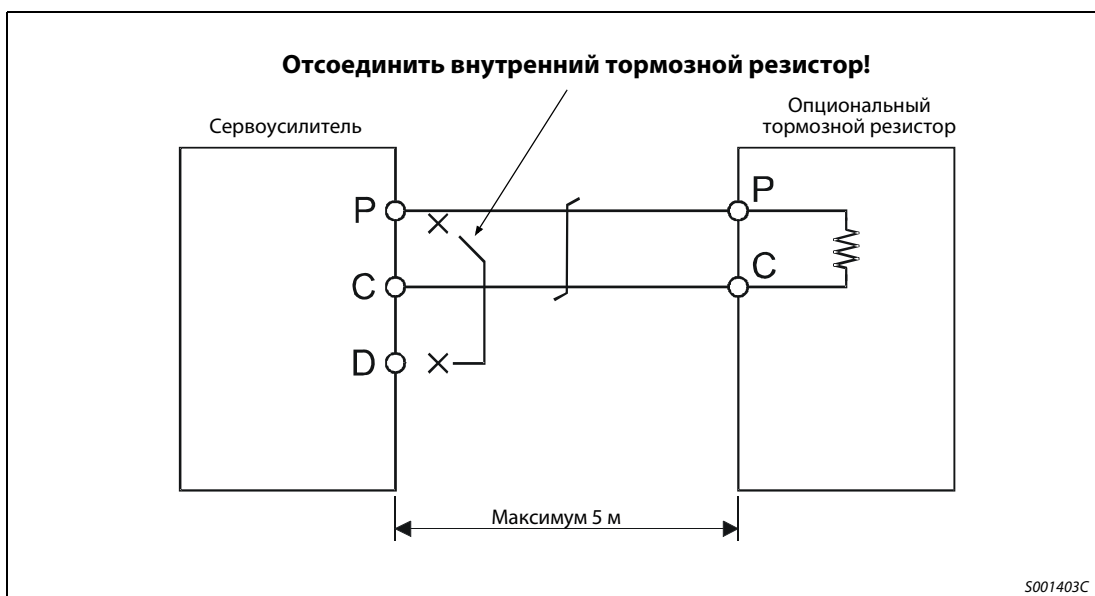 Отсоединить внутренний тормозной резистор!
Сервоусилитель
Опциональный
тормозной резистор
P
P
C
C
D
Максимум 5 м
S001403C